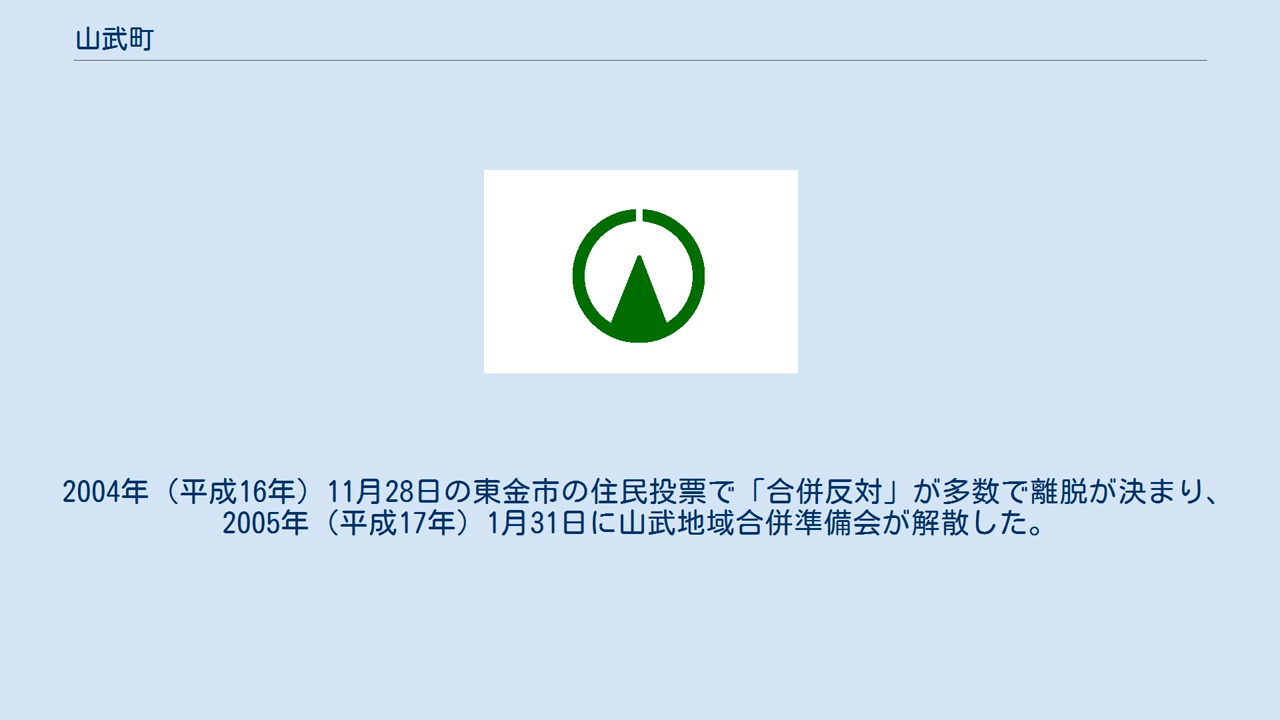 山武町
2004年（平成16年）11月28日の東金市の住民投票で「合併反対」が多数で離脱が決まり、
2005年（平成17年）1月31日に山武地域合併準備会が解散した。